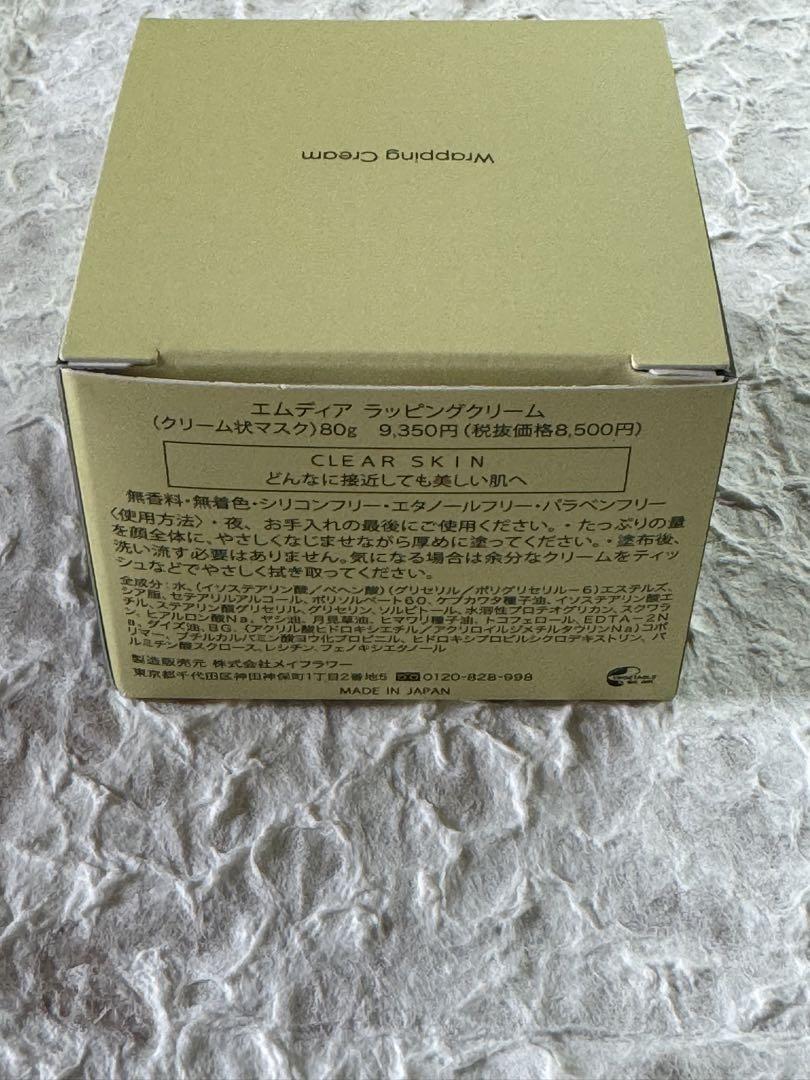 Wrapping Cream
エムディア ラッピングクリーム
(クリーム状マスク)80g 9,350円(税抜価格8,500円)
CLEAR SKIN
どんなに接近しても美しい肌へ
無香料・無着色・シリコンフリー・エタノールフリー・パラベンフリー
〈使用方法〉・夜、お手入れの最後にご使用ください。・たっぷりの量
を顔全体に、やさしくなじませながら厚めに塗ってください。・塗布後、
洗い流す必要はありません。気になる場合は余分なクリームをティッ
シュなどでやさしく拭き取ってください。
全成分:水、(イソステアリン酸/ベヘン酸)(グリセリル/ポリグリセリル-6)エステルズ、
シア脂、セテアリルアルコール、ポリソルベート60、ケブカワタ種子油、イソステアリン酸エチ
ル、ステアリン酸グリセリル、グリセリン、ソルビトール、水溶性プロテオグリカン、スクワラ
ン、ヒアルロン酸Na、ヤシ油、月見草油、ヒマワリ種子油、トコフェロール、EDTA-2N
a、ダイズ油、BG、(アクリル酸ヒドロキシエチル/アクリロイルジメチルタウリンNa)コポ
リマー、ブチルカルバミン酸ヨウ化プロピニル、ヒドロキシプロピルシクロデキストリン、パ
ルミチン酸スクロース、レシチン、フェノキシエタノール
製造販売元 株式会社メイフラワー
東京都千代田区神田神保町1丁目2番地5 0120-828-998
MADE IN JAPAN
VEGETABLE
OIL INK